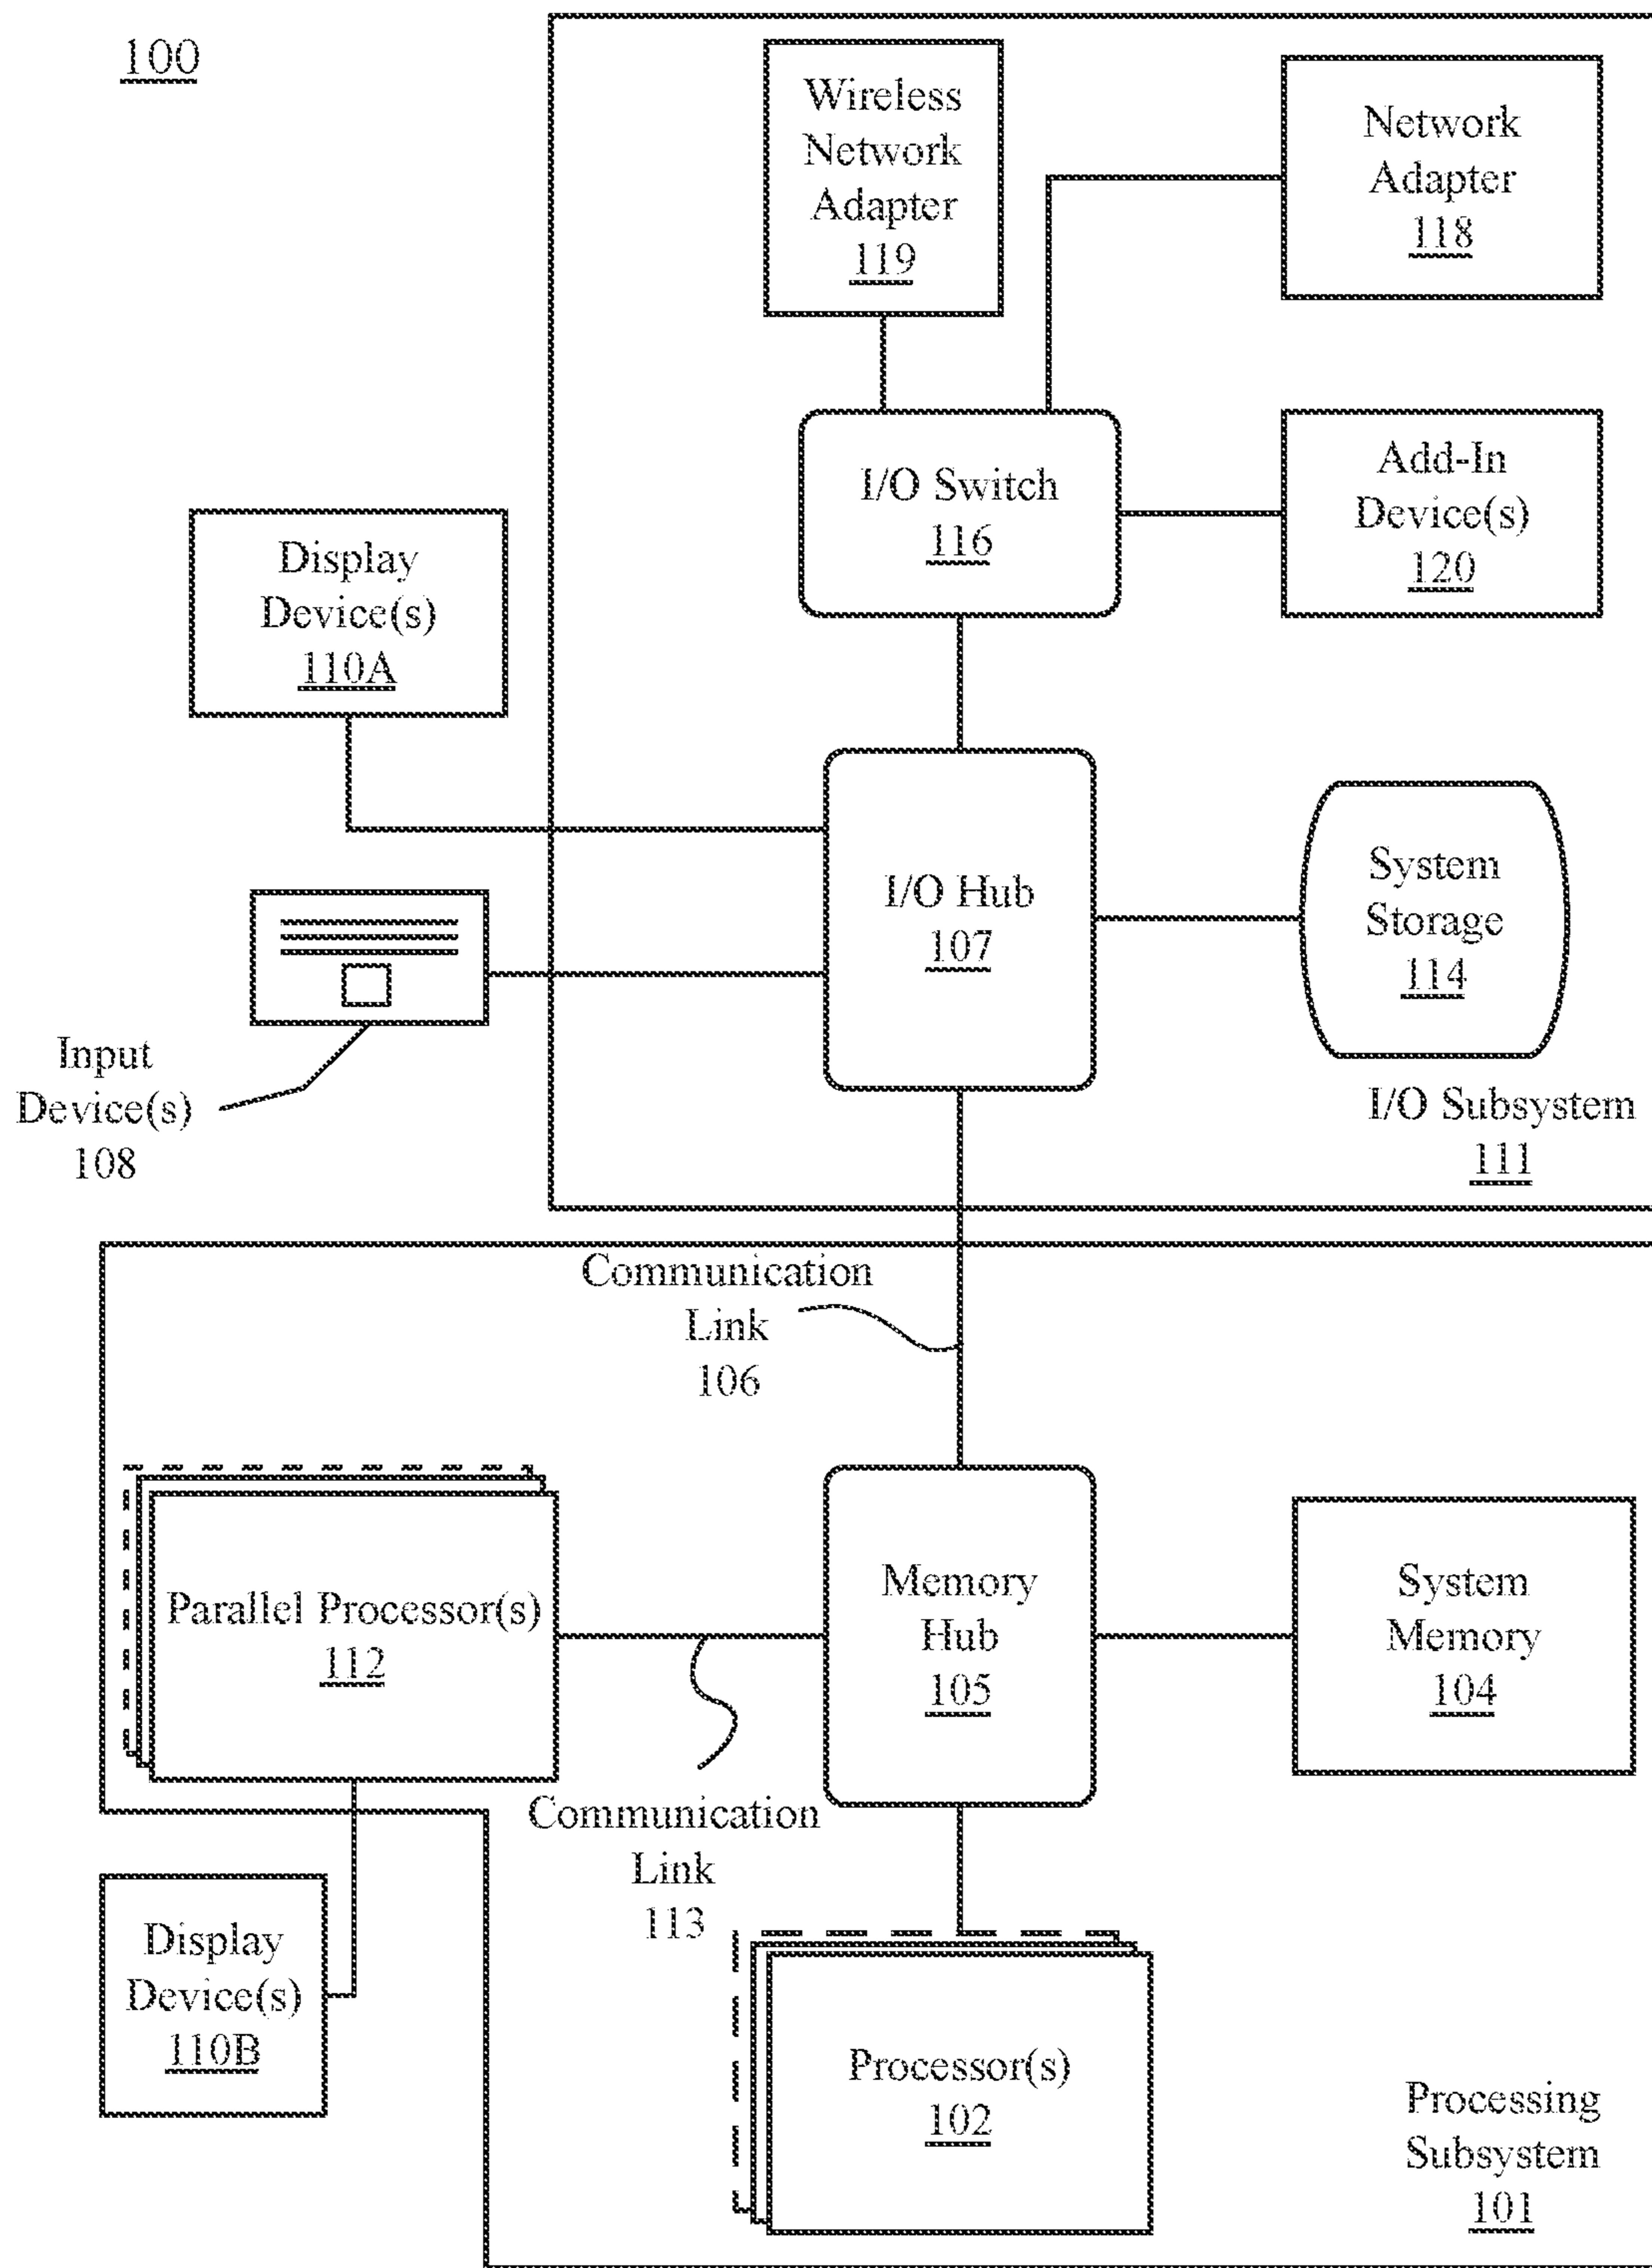 100
Wireless
Network
Adapter
119
Network
Adapter
118
I/O Switch
116
Add-In
Device(s)
120
Display
Device(s)
110A
I/O Hub
107
System
Storage
114
Input
Device(s)
108
I/O Subsystem
111
Communication
Link
106
Parallel Processor(s)
112
Memory
Hub
105
System
Memory
104
Communication
Link
113
Display
Device(s)
110B
Processor(s)
102
Processing
Subsystem
101